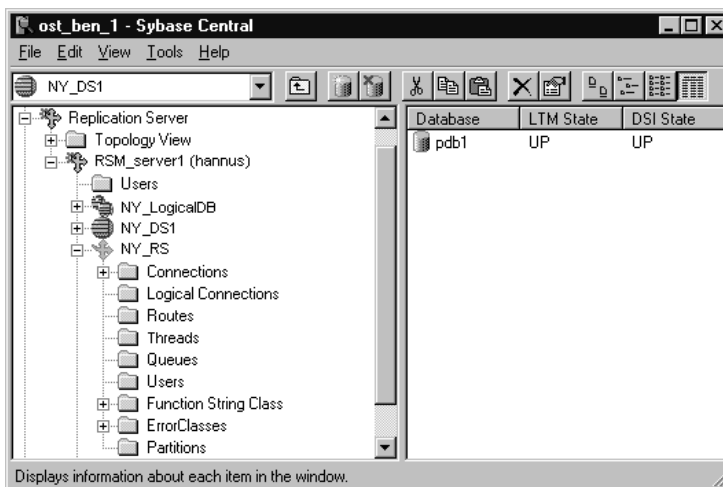 ost_ben_1 - Sybase Central
File Edit View Tools Help
NY_DS1
Replication Server
Topology View
RSM_server1 (hannus)
Users
NY_LogicalDB
NY_DS1
NY_RS
Connections
Logical Connections
Routes
Threads
Queues
Users
Function String Class
ErrorClasses
Partitions
Database LTM State DSI State
pdb1 UP UP
Displays information about each item in the window.